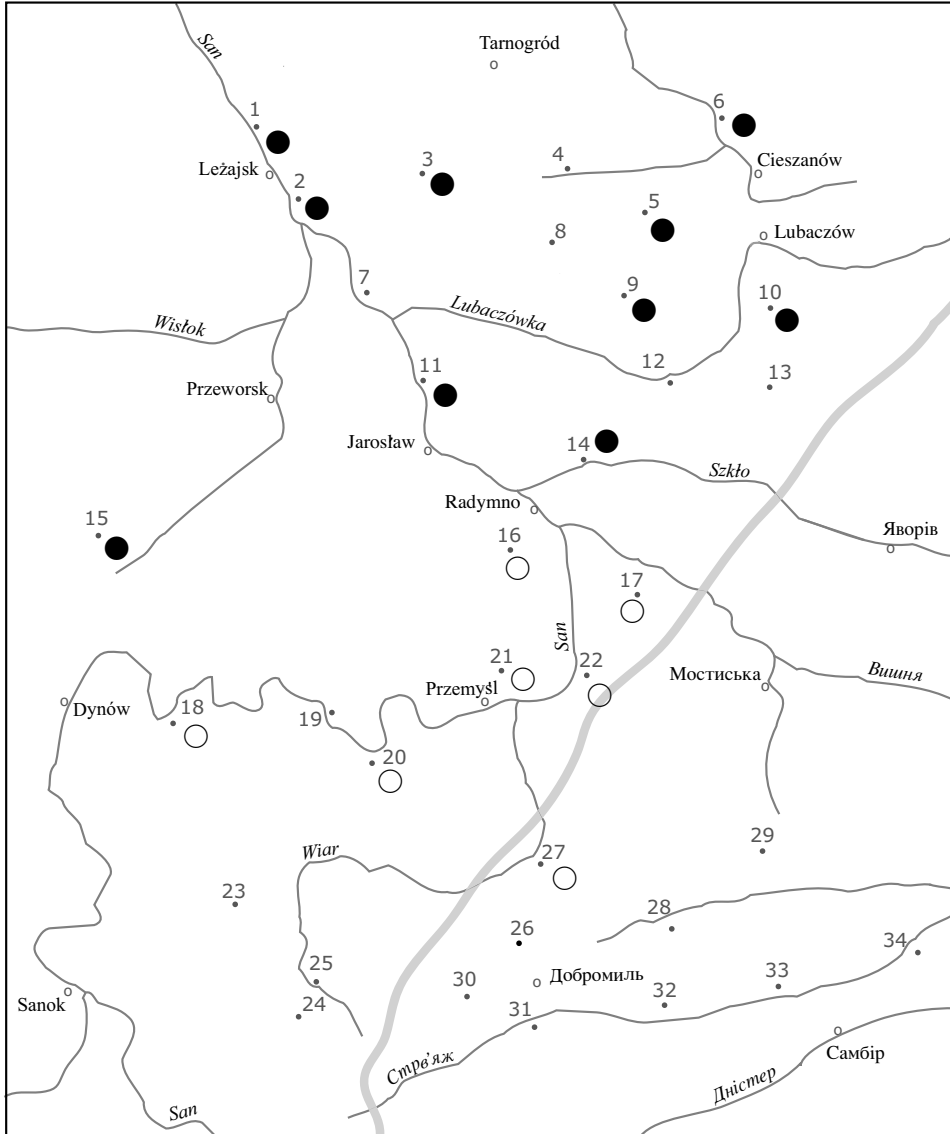 San
Tarnogród
1
6
Leżajsk
3
4
Cieszanów
2
5
8
Lubaczów
7
9
10
Wisłok
Lubaczówka
11
12
13
Przeworsk
Jarosław
14
Szkło
Radymno
15
16
Яворів
17
San
21
22
Przemyśl
Мостиська
Вишня
Dynów
18
19
20
Wiar
27
29
23
28
26
34
25
30
Добромиль
33
Sanok
24
31
32
Стрв'яж
Самбір
Дністер
San